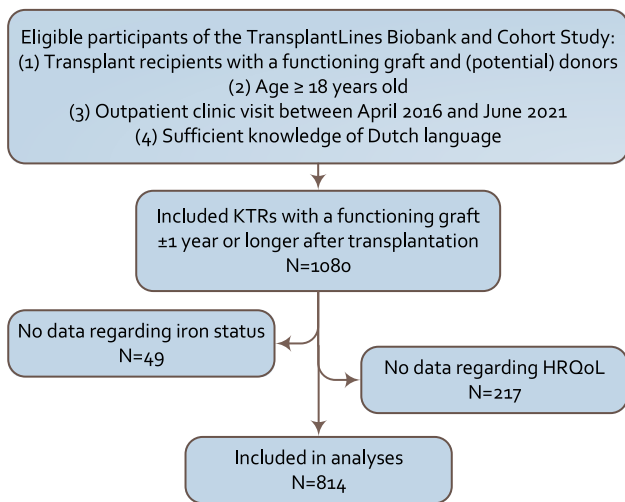 Eligible participants of the TransplantLines Biobank and Cohort Study:
(1) Transplant recipients with a functioning graft and (potential) donors
(2) Age ≥ 18 years old
(3) Outpatient clinic visit between April 2016 and June 2021
(4) Sufficient knowledge of Dutch language
Included KTRs with a functioning graft
±1 year or longer after transplantation
N=1080
No data regarding iron status
N=49
No data regarding HRQoL
N=217
Included in analyses
N=814